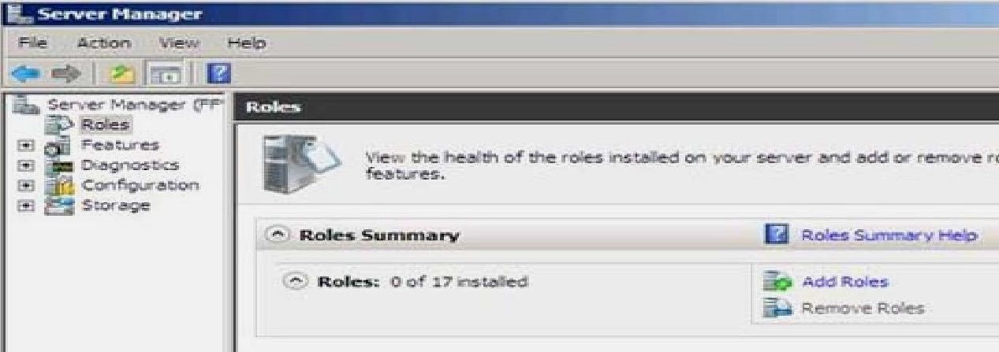 Server Manager
File Action View Help
Server Manager (FF
Roles
Features
Diagnostics
Configuration
Storage
Roles
View the health of the roles installed on your server and add or remove ro
features.
Roles Summary
Roles Summary Help
Roles: 0 of 17 installed
Add Roles
Remove Roles